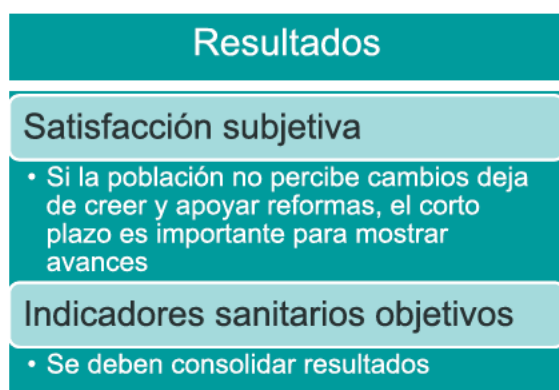 Resultados
Satisfacción subjetiva
• Si la población no percibe cambios deja
de creer y apoyar reformas, el corto
plazo es importante para mostrar
avances
Indicadores sanitarios objetivos
• Se deben consolidar resultados